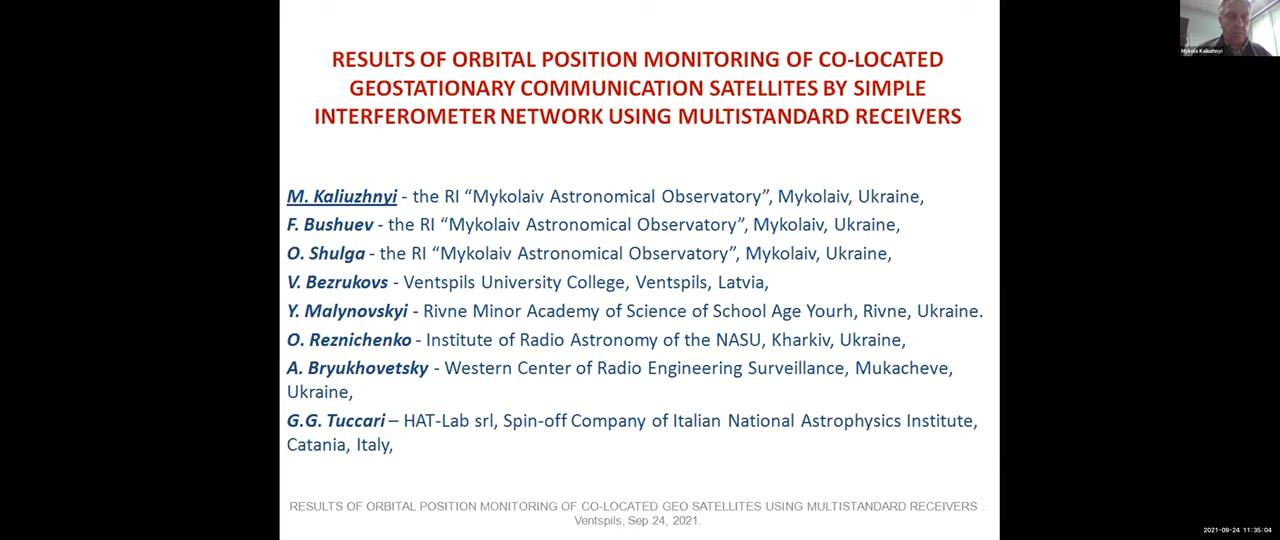 RESULTS OF ORBITAL POSITION MONITORING OF CO-LOCATED
GEOSTATIONARY COMMUNICATION SATELLITES BY SIMPLE
INTERFEROMETER NETWORK USING MULTISTANDARD RECEIVERS
M. Kaliuzhnyi - the RI “Mykolaiv Astronomical Observatory”, Mykolaiv, Ukraine,
F. Bushuev - the RI “Mykolaiv Astronomical Observatory”, Mykolaiv, Ukraine,
O. Shulga - the RI “Mykolaiv Astronomical Observatory”, Mykolaiv, Ukraine,
V. Bezrukovs - Ventspils University College, Ventspils, Latvia,
Y. Malynovskyi - Rivne Minor Academy of Science of School Age Yourh, Rivne, Ukraine.
O. Reznichenko - Institute of Radio Astronomy of the NASU, Kharkiv, Ukraine,
A. Bryukhovetsky - Western Center of Radio Engineering Surveillance, Mukacheve,
Ukraine,
G.G. Tuccari – HAT-Lab srl, Spin-off Company of Italian National Astrophysics Institute,
Catania, Italy,
RESULTS OF ORBITAL POSITION MONITORING OF CO-LOCATED GEO SATELLITES USING MULTISTANDARD RECEIVERS .
Ventspils, Sep 24, 2021.
Mykola Kaliuzhnyi
2021-09-24 11:35:04